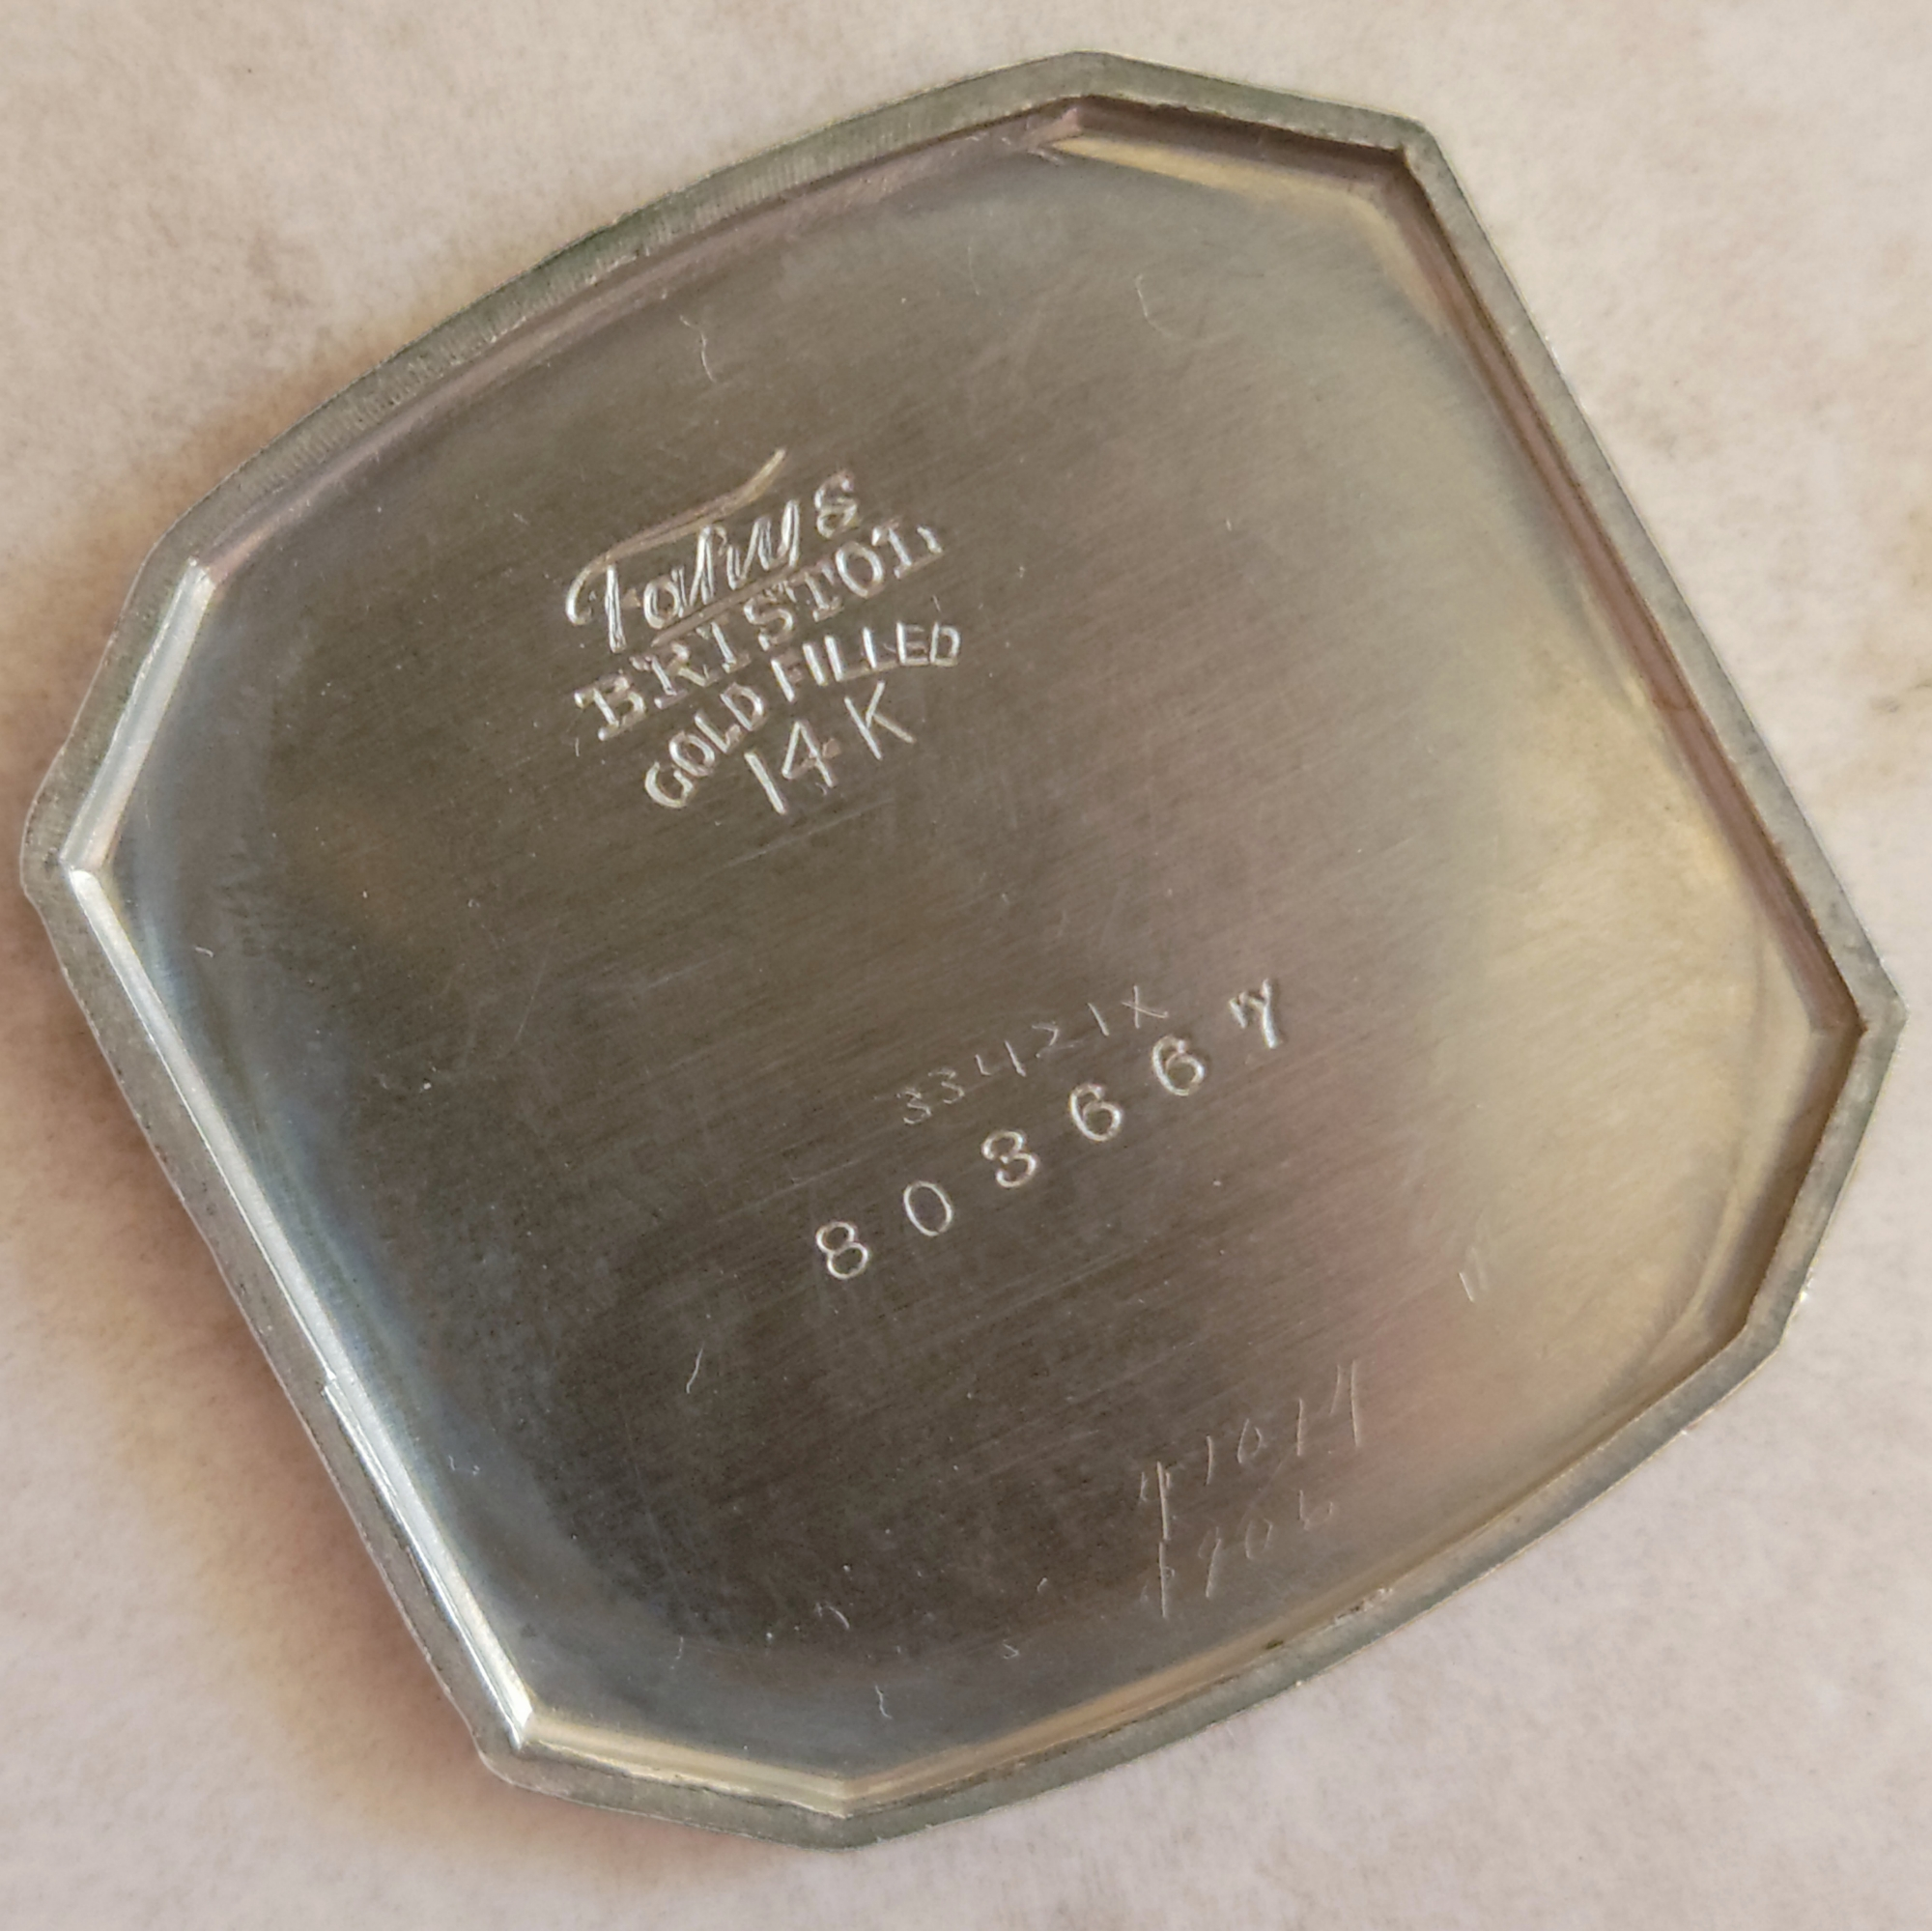 Fahys
BRISTOL
GOLD FILLED
14K
33421X
803667